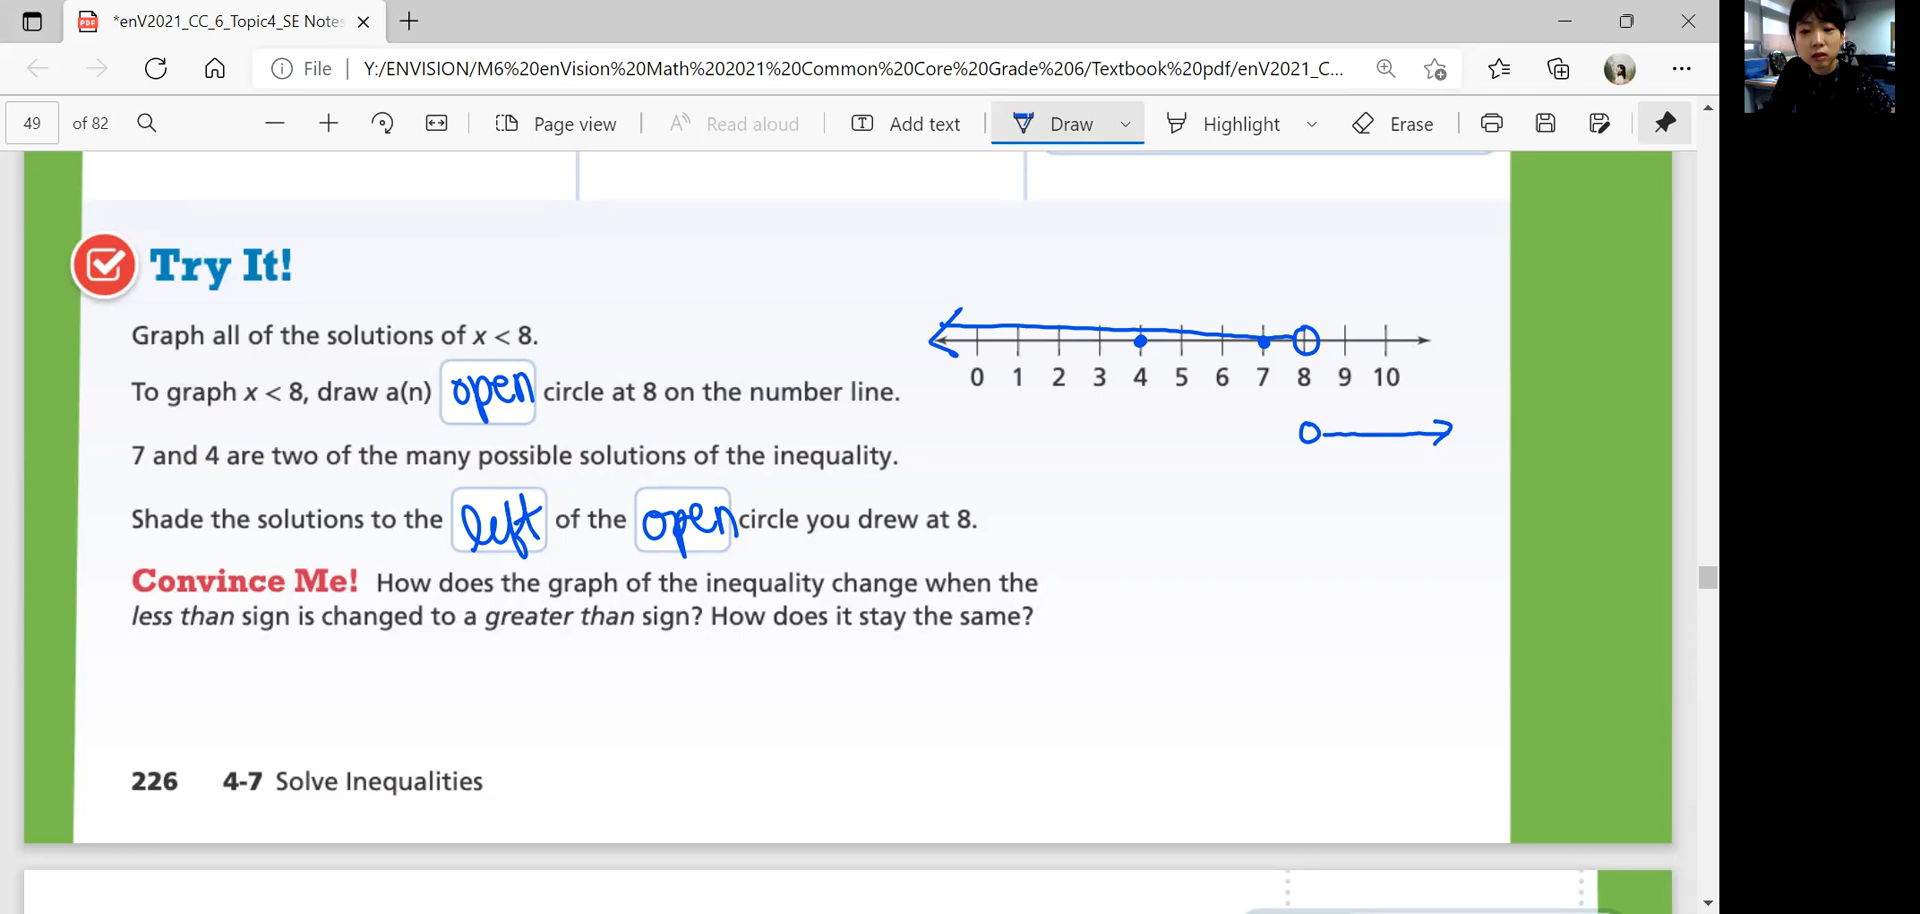 *enV2021_CC_6_Topic4_SE Notes
File Y:/ENVISION/M6%20enVision%20Math%202021%20Common%20Core%20Grade%206/Textbook%20pdf/enV2021_C...
49 of 82 Page view Read aloud Add text Draw Highlight Erase
Try It!
Graph all of the solutions of x < 8.
To graph x < 8, draw a(n) open circle at 8 on the number line.
0 1 2 3 4 5 6 7 8 9 10
7 and 4 are two of the many possible solutions of the inequality.
Shade the solutions to the left of the open circle you drew at 8.
Convince Me! How does the graph of the inequality change when the
less than sign is changed to a greater than sign? How does it stay the same?
226 4-7 Solve Inequalities